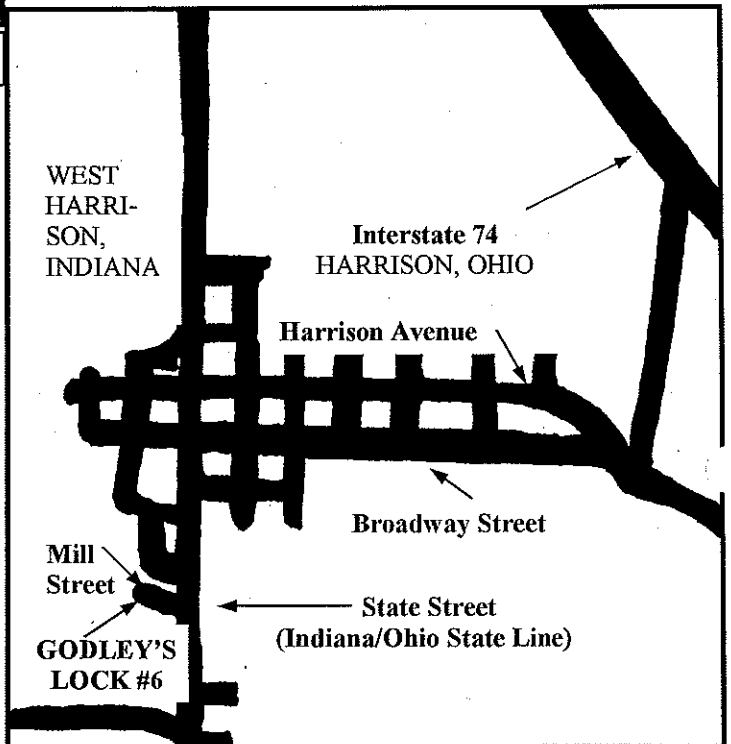 WEST
HARRI-
SON,
INDIANA
Interstate 74
HARRISON, OHIO
Harrison Avenue
Broadway Street
Mill
Street
State Street
(Indiana/Ohio State Line)
GODLEY'S
LOCK #6